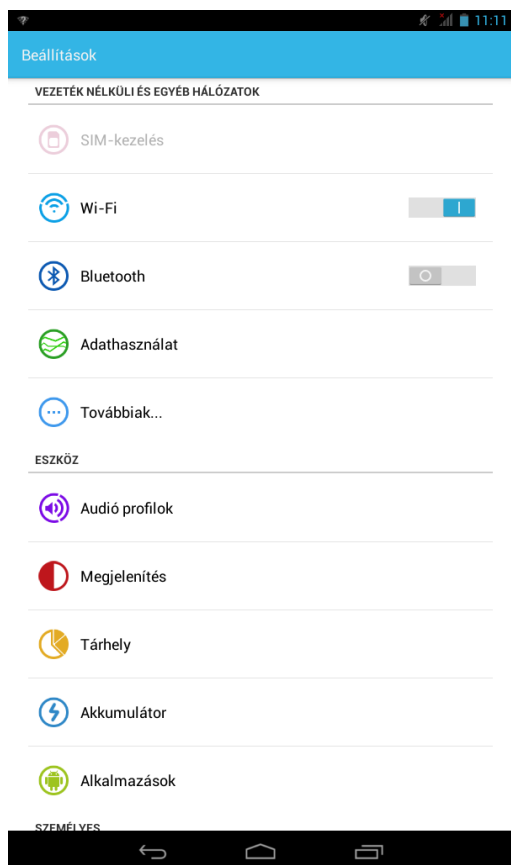 11:11
Beállítások
VEZETÉK NÉLKÜLI ÉS EGYÉB HÁLÓZATOK
SIM-kezelés
Wi-Fi
Bluetooth
Adathasználat
Továbbiak...
ESZKÖZ
Audió profilok
Megjelenítés
Tárhely
Akkumulátor
Alkalmazások
SZEMÉLYES